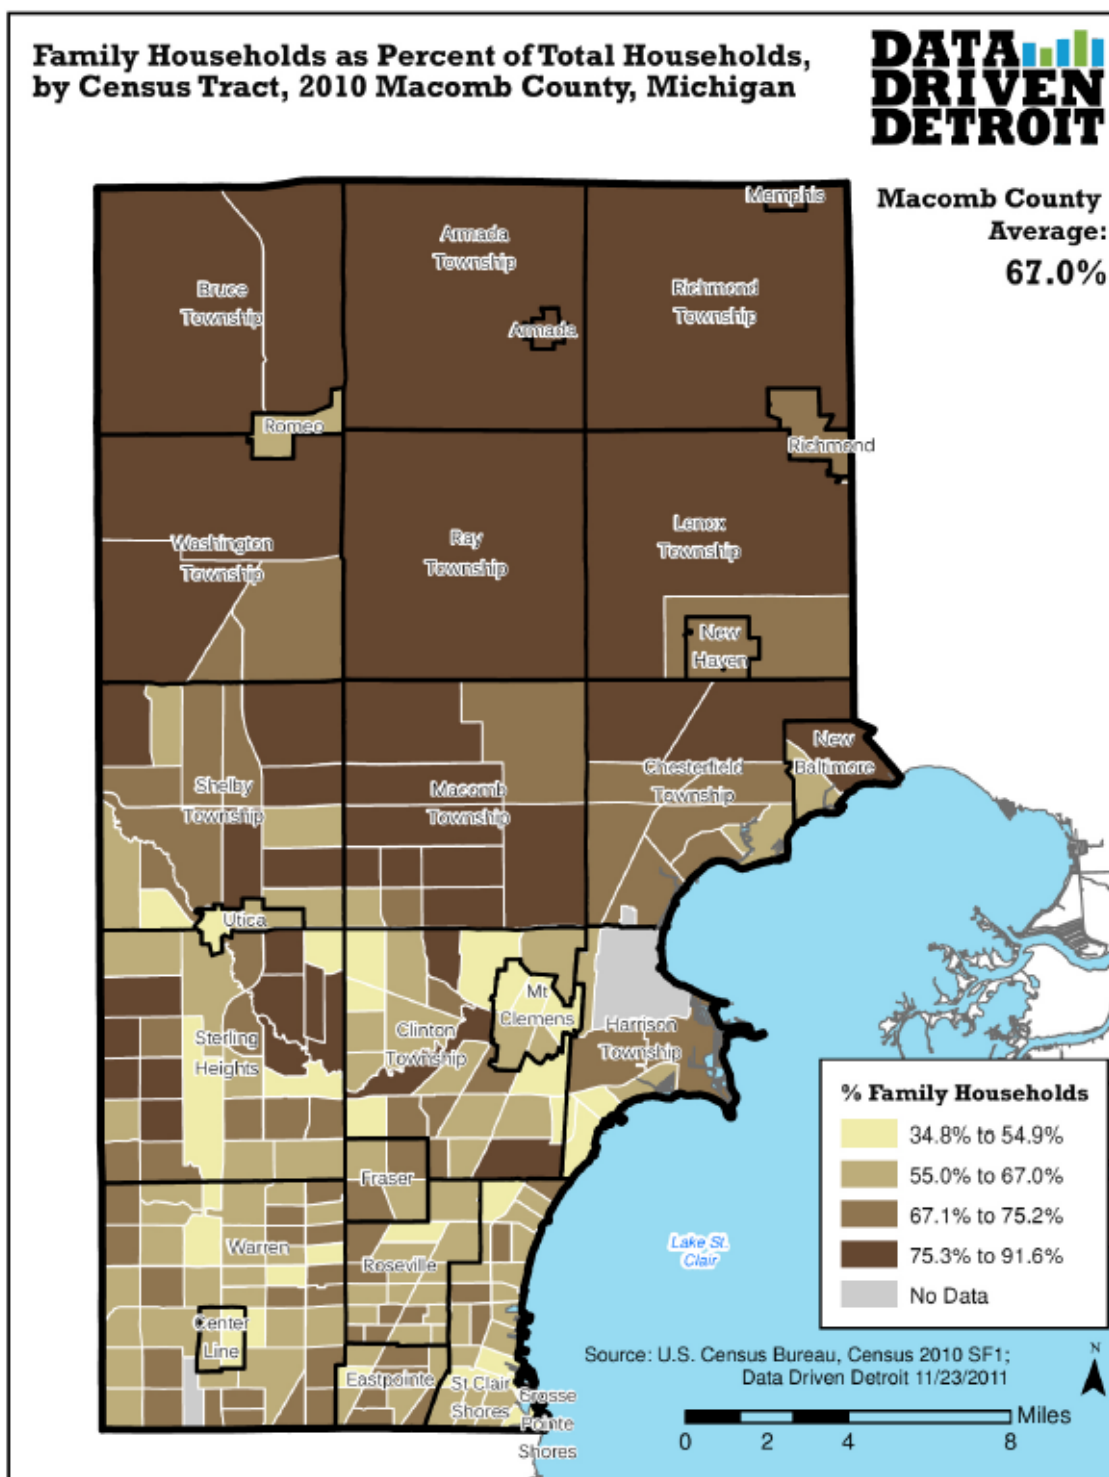 Family Households as Percent of Total Households,
by Census Tract, 2010 Macomb County, Michigan
DATA
DRIVEN
DETROIT
Macomb County
Average:
67.0%
Memphis
Armada
Township
Bruce
Township
Richmond
Township
Armada
Romeo
Richmond
Washington
Township
Ray
Township
Lenox
Township
New
Haven
New
Baltimore
Shelby
Township
Macomb
Township
Chesterfield
Township
Utica
Mt
Clemens
Sterling
Heights
Clinton
Township
Harrison
Township
Fraser
Warren
Roseville
Center
Line
Eastpointe
St Clair
Shores
Grosse
Pointe
Shores
Lake St.
Clair
% Family Households
34.8% to 54.9%
55.0% to 67.0%
67.1% to 75.2%
75.3% to 91.6%
No Data
Source: U.S. Census Bureau, Census 2010 SF1;
Data Driven Detroit 11/23/2011
N
Miles
0 2 4 8